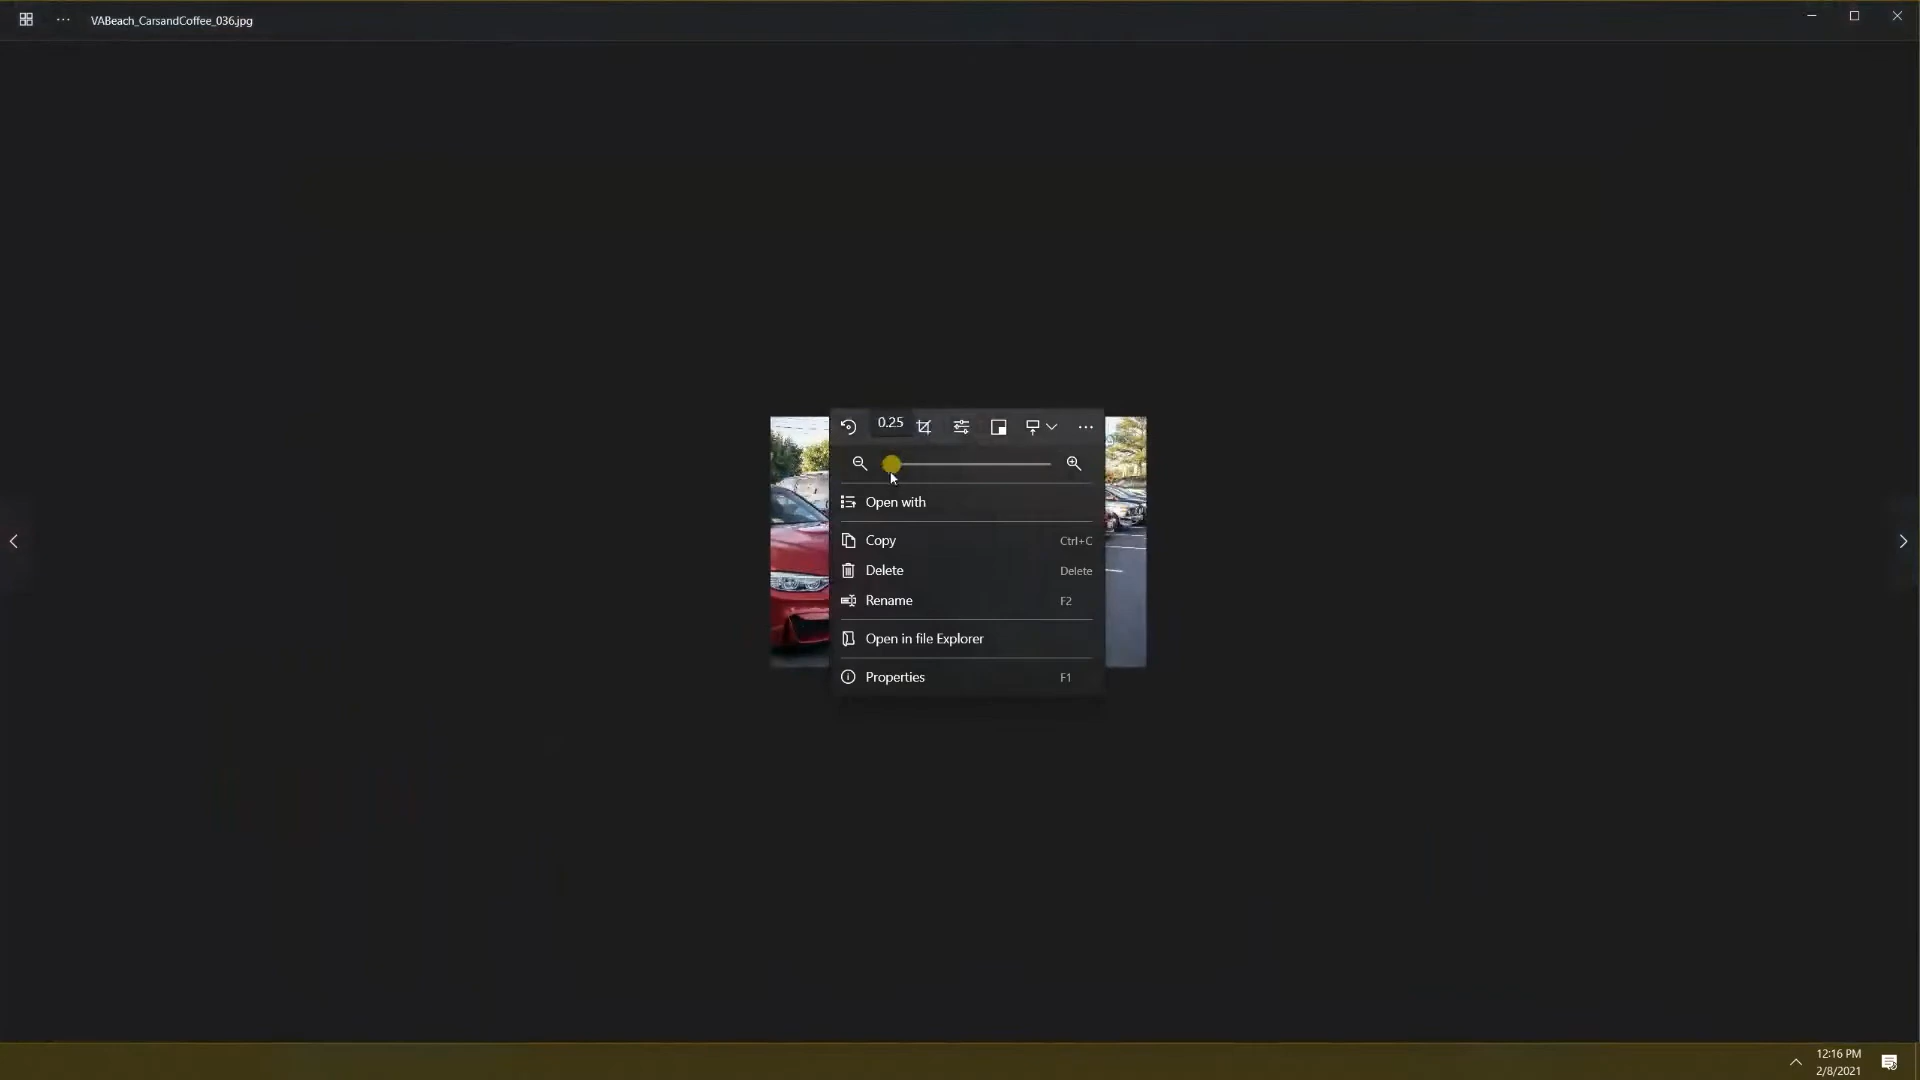 VABeach_CarsandCoffee_036.jpg
0.25
Open with
Copy Ctrl+C
Delete Delete
Rename F2
Open in file Explorer
Properties F1
12:16 PM
2/8/2021